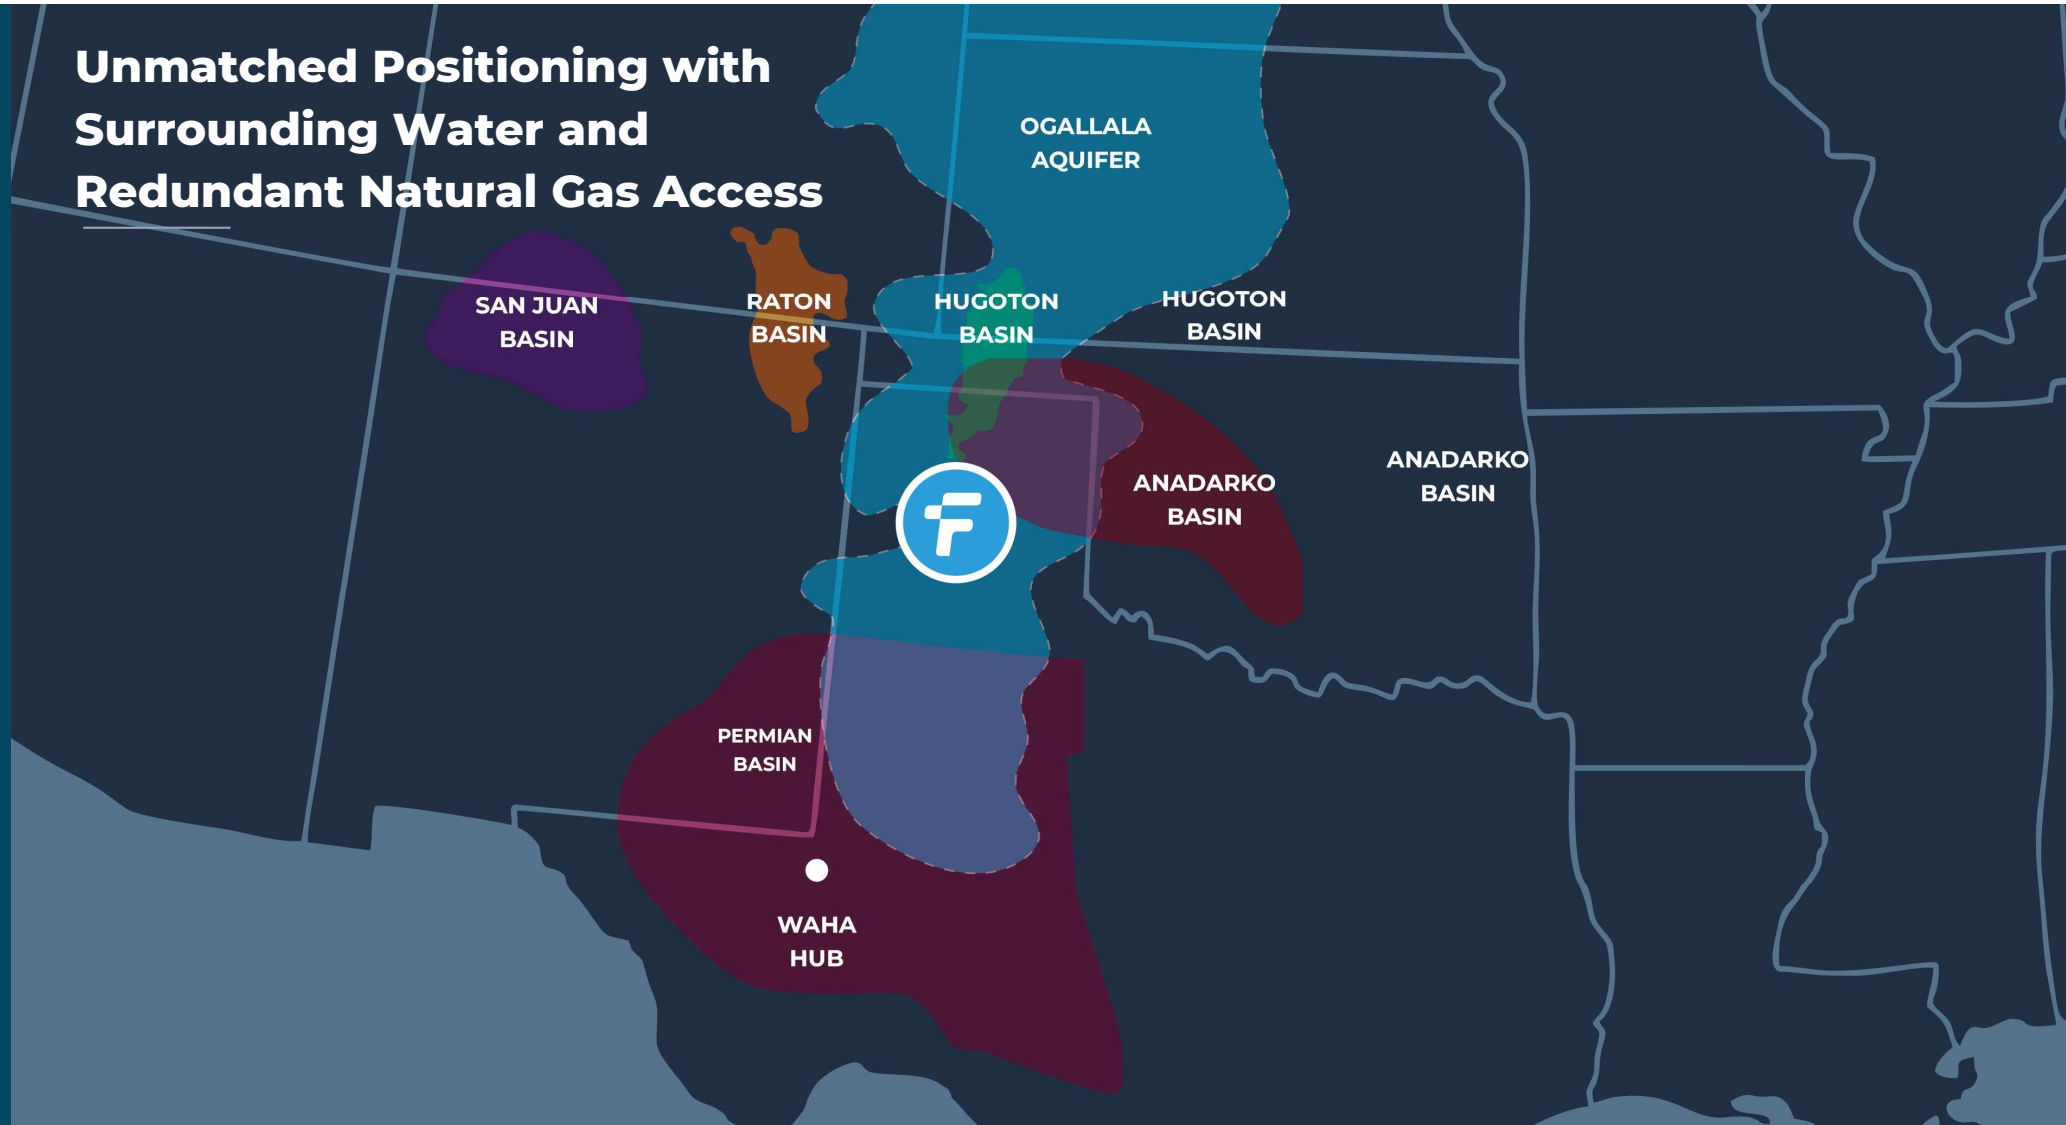 Unmatched Positioning with
Surrounding Water and
Redundant Natural Gas Access
OGALLALA
AQUIFER
SAN JUAN
BASIN
RATON
BASIN
HUGOTON
BASIN
HUGOTON
BASIN
ANADARKO
BASIN
ANADARKO
BASIN
F
PERMIAN
BASIN
WAHA
HUB